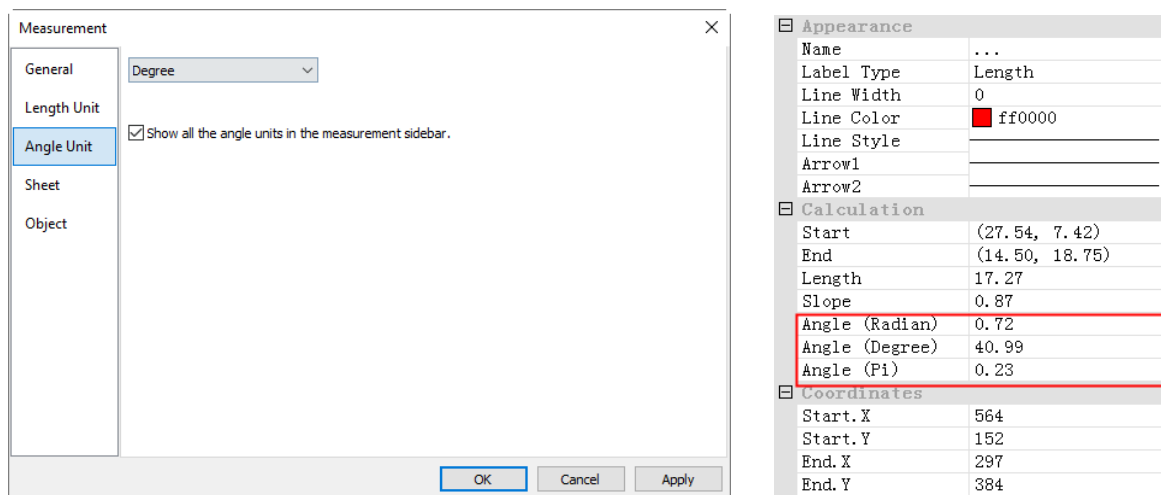 Measurement
General
Degree
Length Unit
Show all the angle units in the measurement sidebar.
Angle Unit
Sheet
Object
OK Cancel Apply
Appearance
Name ...
Label Type Length
Line Width 0
Line Color ff0000
Line Style
Arrow1
Arrow2
Calculation
Start (27.54, 7.42)
End (14.50, 18.75)
Length 17.27
Slope 0.87
Angle (Radian) 0.72
Angle (Degree) 40.99
Angle (Pi) 0.23
Coordinates
Start.X 564
Start.Y 152
End.X 297
End.Y 384